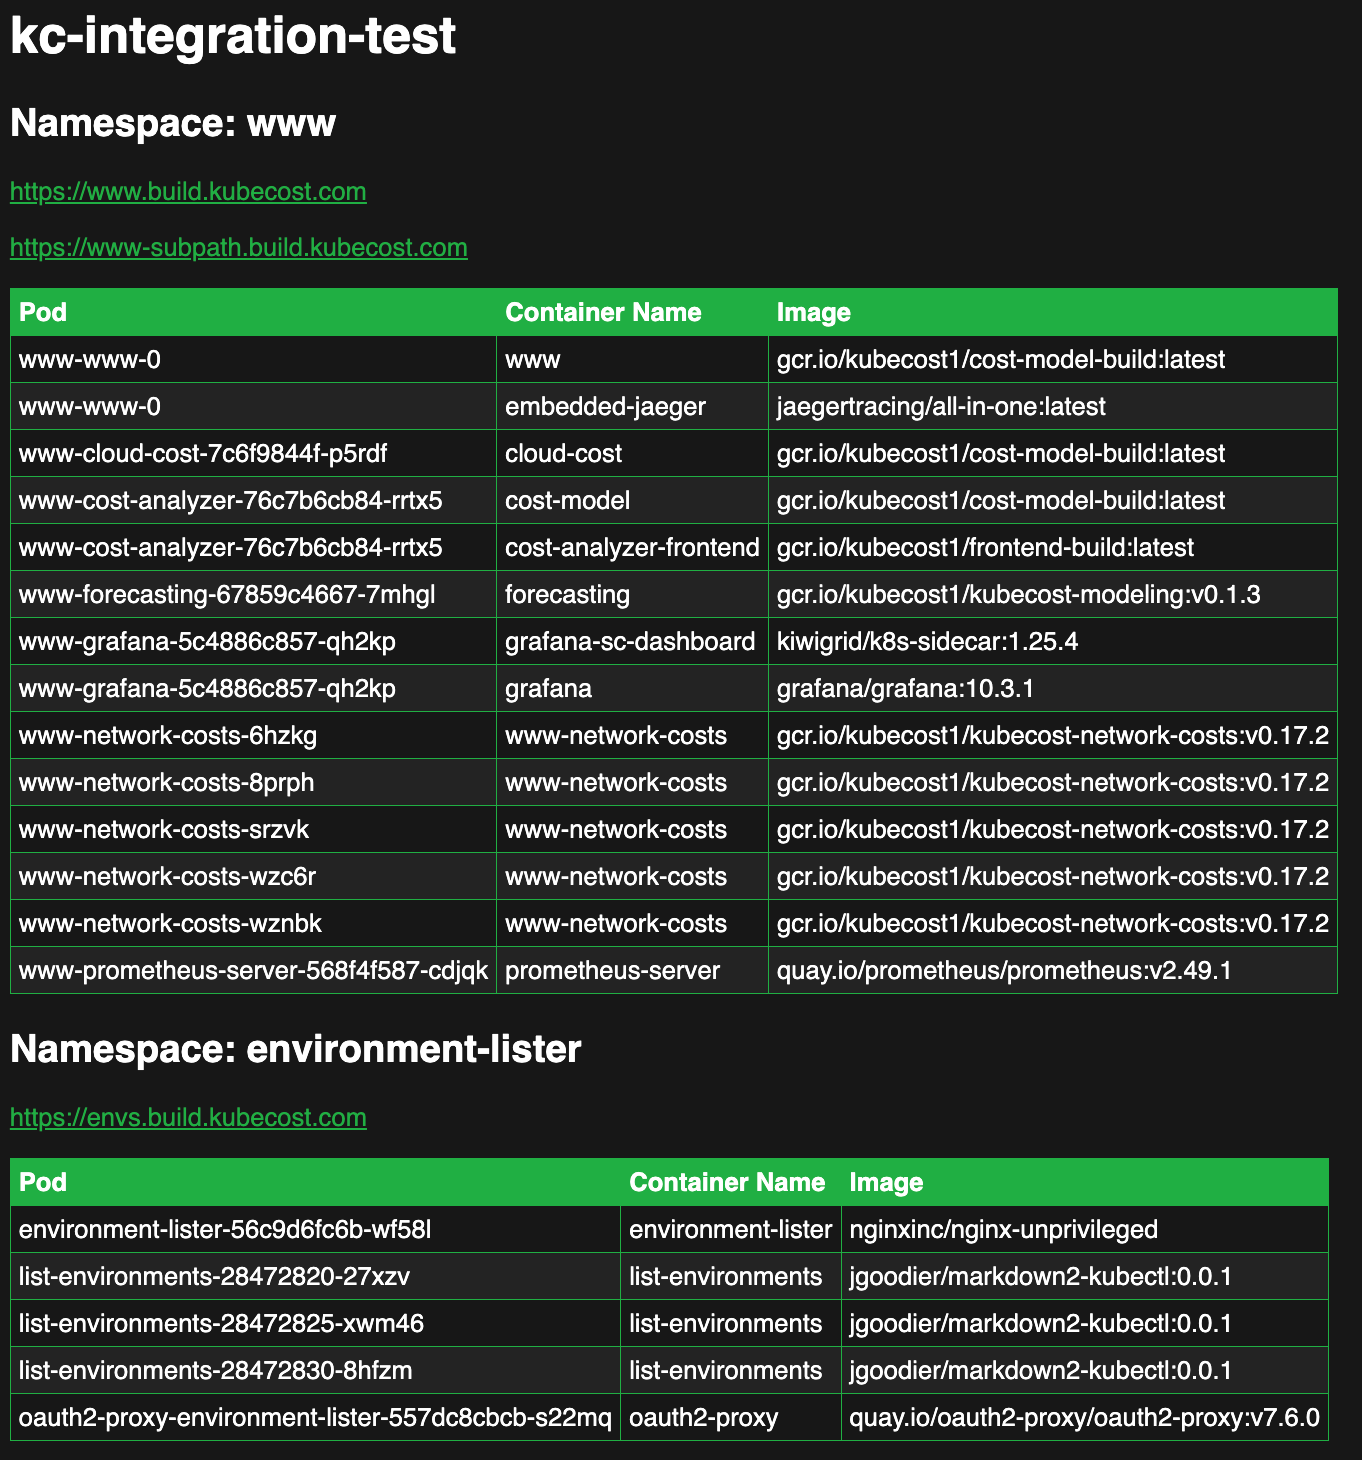 kc-integration-test
Namespace: www
https://www.build.kubecost.com
https://www-subpath.build.kubecost.com
Pod Container Name Image
www-www-0 www gcr.io/kubecost1/cost-model-build:latest
www-www-0 embedded-jaeger jaegertracing/all-in-one:latest
www-cloud-cost-7c6f9844f-p5rdf cloud-cost gcr.io/kubecost1/cost-model-build:latest
www-cost-analyzer-76c7b6cb84-rrtx5 cost-model gcr.io/kubecost1/cost-model-build:latest
www-cost-analyzer-76c7b6cb84-rrtx5 cost-analyzer-frontend gcr.io/kubecost1/frontend-build:latest
www-forecasting-67859c4667-7mhgl forecasting gcr.io/kubecost1/kubecost-modeling:v0.1.3
www-grafana-5c4886c857-qh2kp grafana-sc-dashboard kiwigrid/k8s-sidecar:1.25.4
www-grafana-5c4886c857-qh2kp grafana grafana/grafana:10.3.1
www-network-costs-6hzkg www-network-costs gcr.io/kubecost1/kubecost-network-costs:v0.17.2
www-network-costs-8prph www-network-costs gcr.io/kubecost1/kubecost-network-costs:v0.17.2
www-network-costs-srzvk www-network-costs gcr.io/kubecost1/kubecost-network-costs:v0.17.2
www-network-costs-wzc6r www-network-costs gcr.io/kubecost1/kubecost-network-costs:v0.17.2
www-network-costs-wznbk www-network-costs gcr.io/kubecost1/kubecost-network-costs:v0.17.2
www-prometheus-server-568f4f587-cdjqk prometheus-server quay.io/prometheus/prometheus:v2.49.1
Namespace: environment-lister
https://envs.build.kubecost.com
Pod Container Name Image
environment-lister-56c9d6fc6b-wf58l environment-lister nginxinc/nginx-unprivileged
list-environments-28472820-27xzv list-environments jgoodier/markdown2-kubectl:0.0.1
list-environments-28472825-xwm46 list-environments jgoodier/markdown2-kubectl:0.0.1
list-environments-28472830-8hfzm list-environments jgoodier/markdown2-kubectl:0.0.1
oauth2-proxy-environment-lister-557dc8cbcb-s22mq oauth2-proxy quay.io/oauth2-proxy/oauth2-proxy:v7.6.0